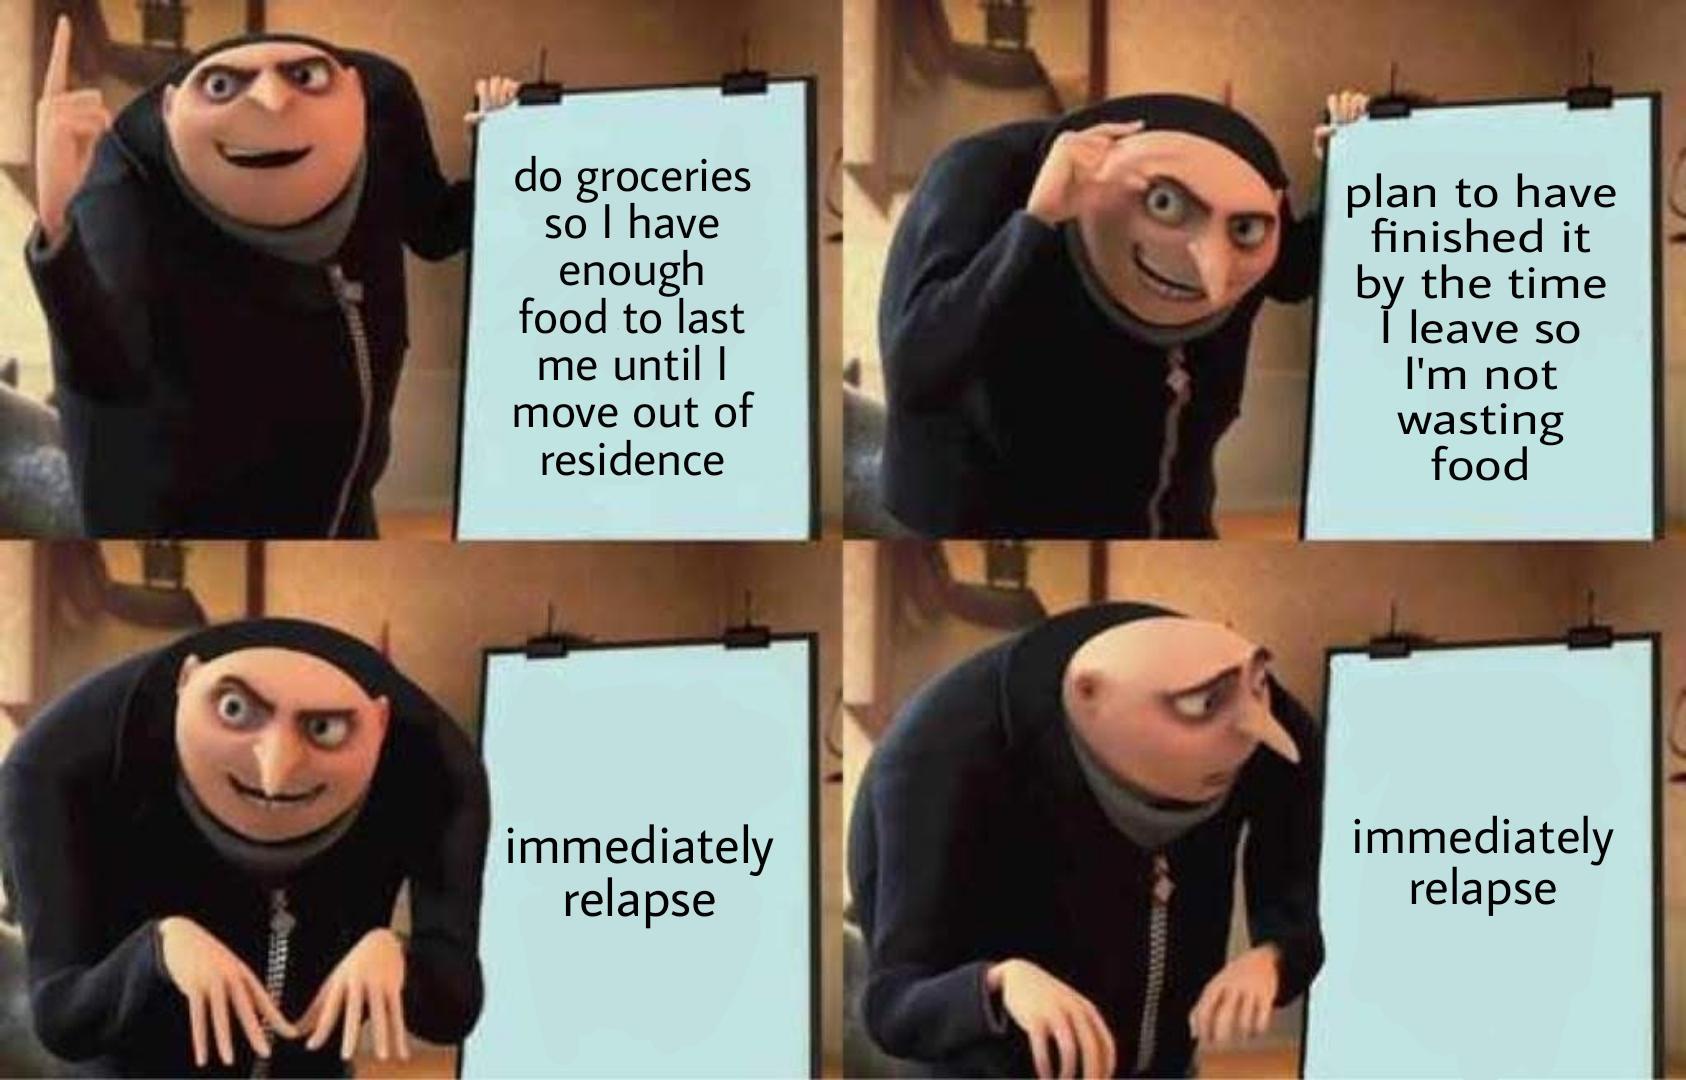 do groceries
so I have
enough
food to last
me until I
move out of
residence
plan to have
finished it
by the time
I leave so
I'm not
wasting
food
immediately
relapse
immediately
relapse